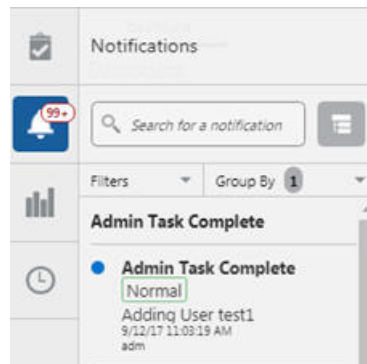 Notifications
99+
Search for a notification
Filters Group By 1
Admin Task Complete
Admin Task Complete
Normal
Adding User test1
9/12/17 11:03:19 AM
adm